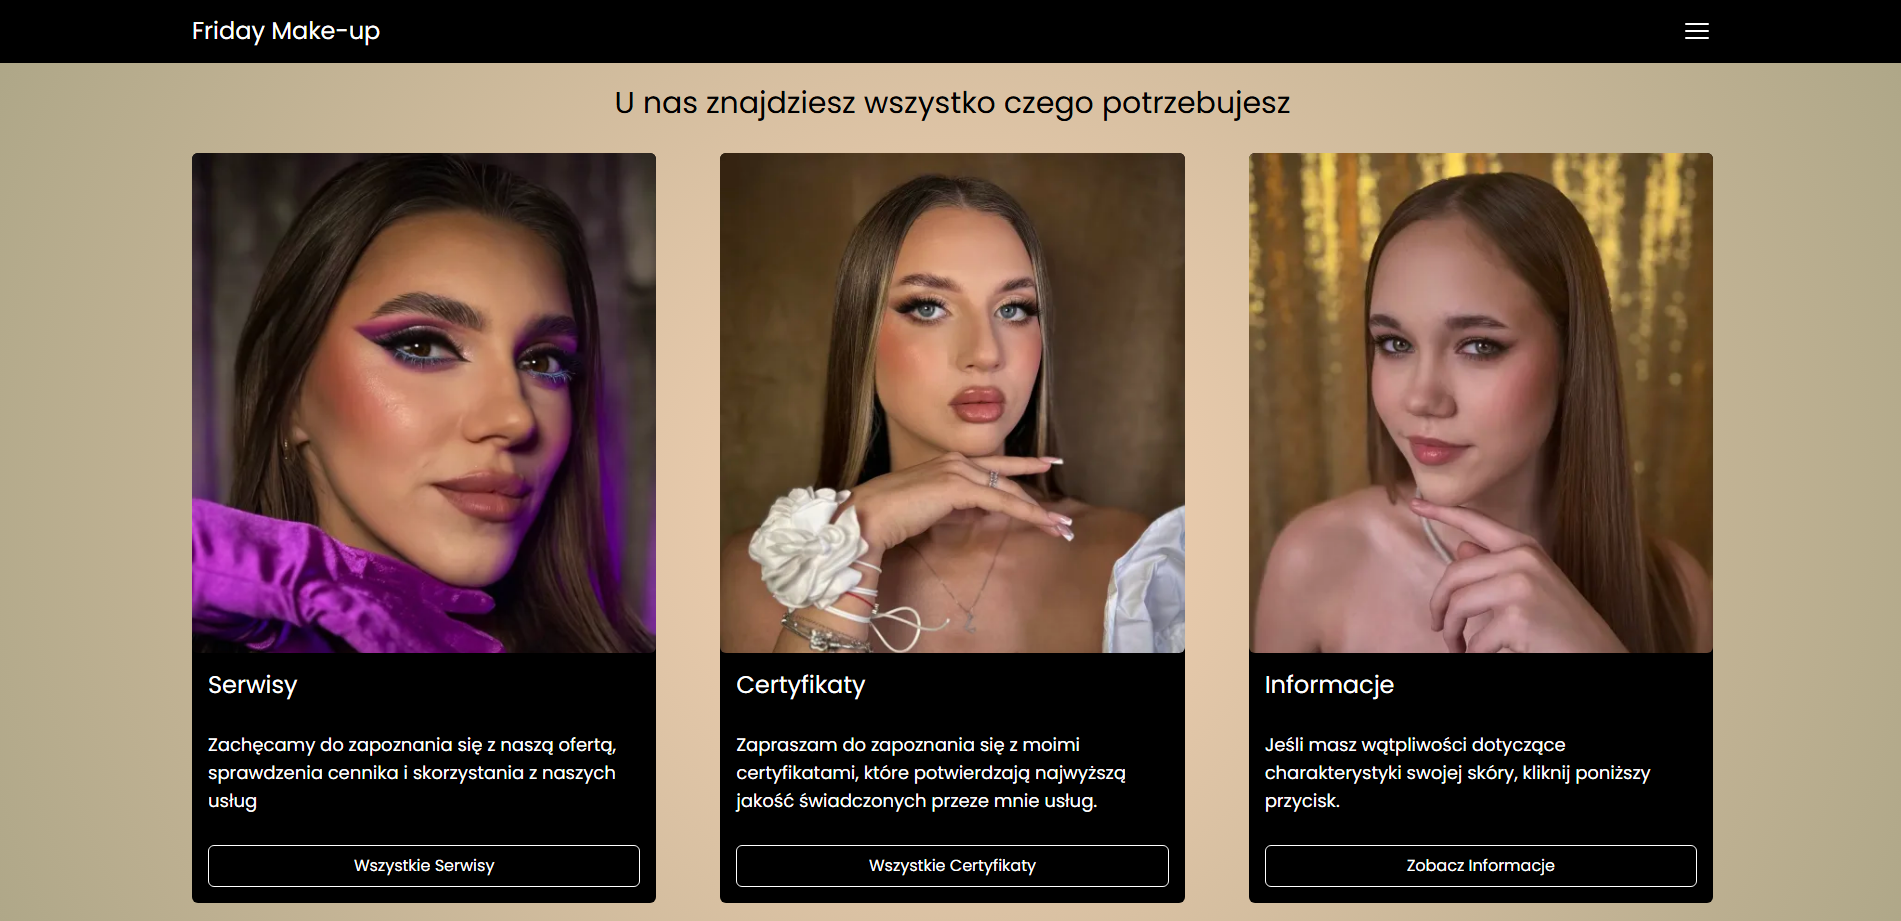 Friday Make-up
U nas znajdziesz wszystko czego potrzebujesz
Serwisy
Zachęcamy do zapoznania się z naszą ofertą,
sprawdzenia cennika i skorzystania z naszych
usług
Wszystkie Serwisy
Certyfikaty
Zapraszam do zapoznania się z moimi
certyfikatami, które potwierdzają najwyższą
jakość świadczonych przeze mnie usług.
Wszystkie Certyfikaty
Informacje
Jeśli masz wątpliwości dotyczące
charakterystyki swojej skóry, kliknij poniższy
przycisk.
Zobacz Informacje